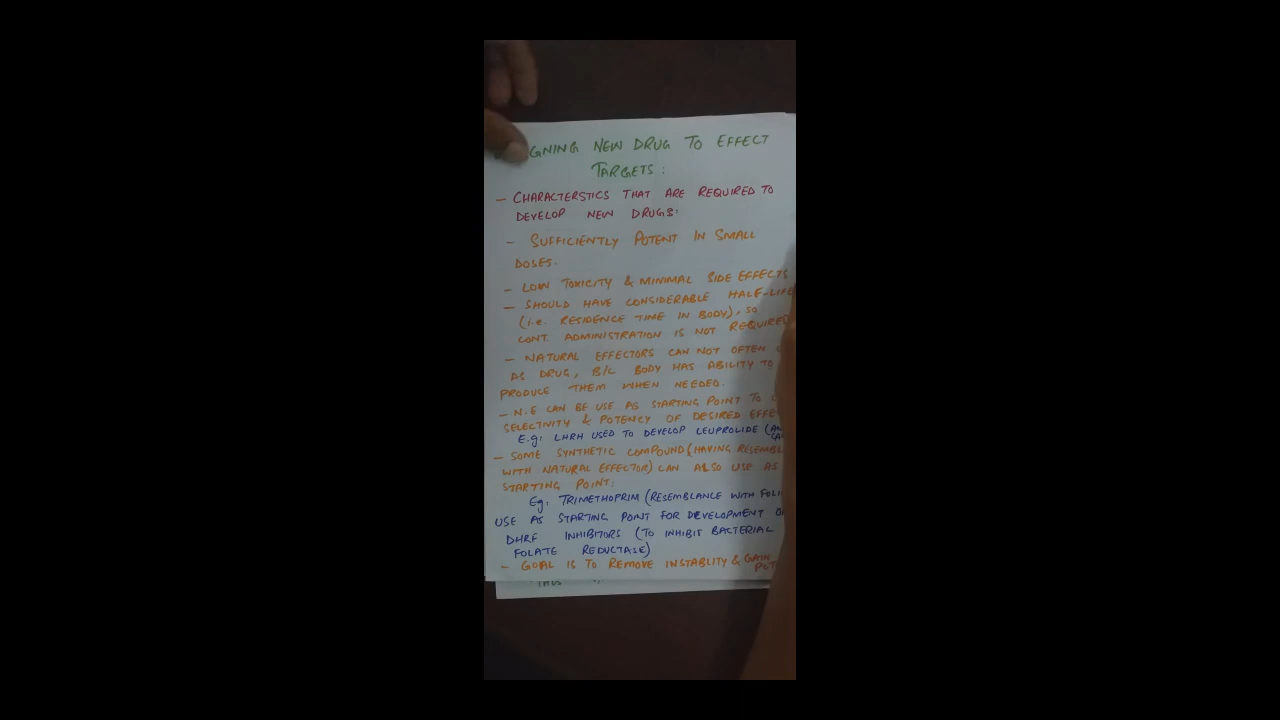 GNING NEW DRUG TO EFFECT
TARGETS:
- CHARACTERSTICS THAT ARE REQUIRED TO
DEVELOP NEW DRUGS:
- SUFFICIENTLY POTENT IN SMALL
DOSES.
- LOW TOXICITY & MINIMAL SIDE EFFECTS
- SHOULD HAVE CONSIDERABLE HALF-LIFE
(i.e. RESIDENCE TIME IN BODY), SO
CONT. ADMINISTRATION IS NOT REQUIRED
- NATURAL EFFECTORS CAN NOT OFTEN
AS DRUG, B/C BODY HAS ABILITY TO
PRODUCE THEM WHEN NEEDED.
- N.E CAN BE USE AS STARTING POINT TO
SELECTIVITY & POTENCY OF DESIRED EFFE
E.g: LHRH USED TO DEVELOP LEUPROLIDE
- SOME SYNTHETIC COMPOUND (HAVING RESEMBL
WITH NATURAL EFFECTOR) CAN ALSO USE AS
STARTING POINT:
Eg: TRIMETHOPRIM (RESEMBLANCE WITH FOLI
USE AS STARTING POINT FOR DEVELOPMENT O
DHRF INHIBITORS (TO INHIBIT BACTERIAL
FOLATE REDUCTASE)
- GOAL IS TO REMOVE INSTABLITY & GAIN
POT